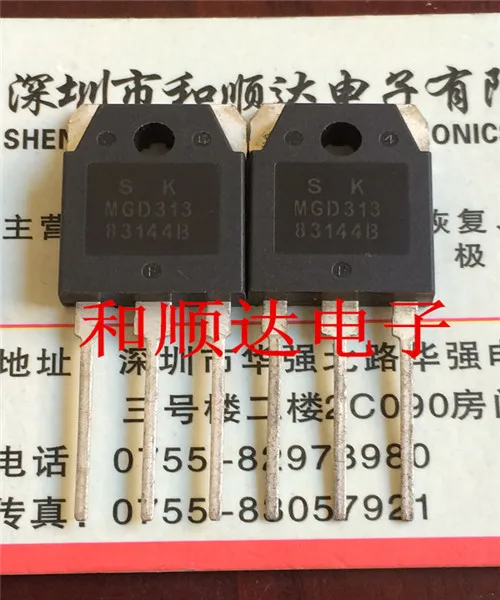 深圳市和顺达电子有限
SHEN
ONIC
S K
MGD313
83144B
S K
MGD313
83144B
主营
恢复
极
和顺达电子
地址 深圳市华强北路华强电
三号楼二楼2C090房间
电话: 0755-82973980
传真: 0755-83057921